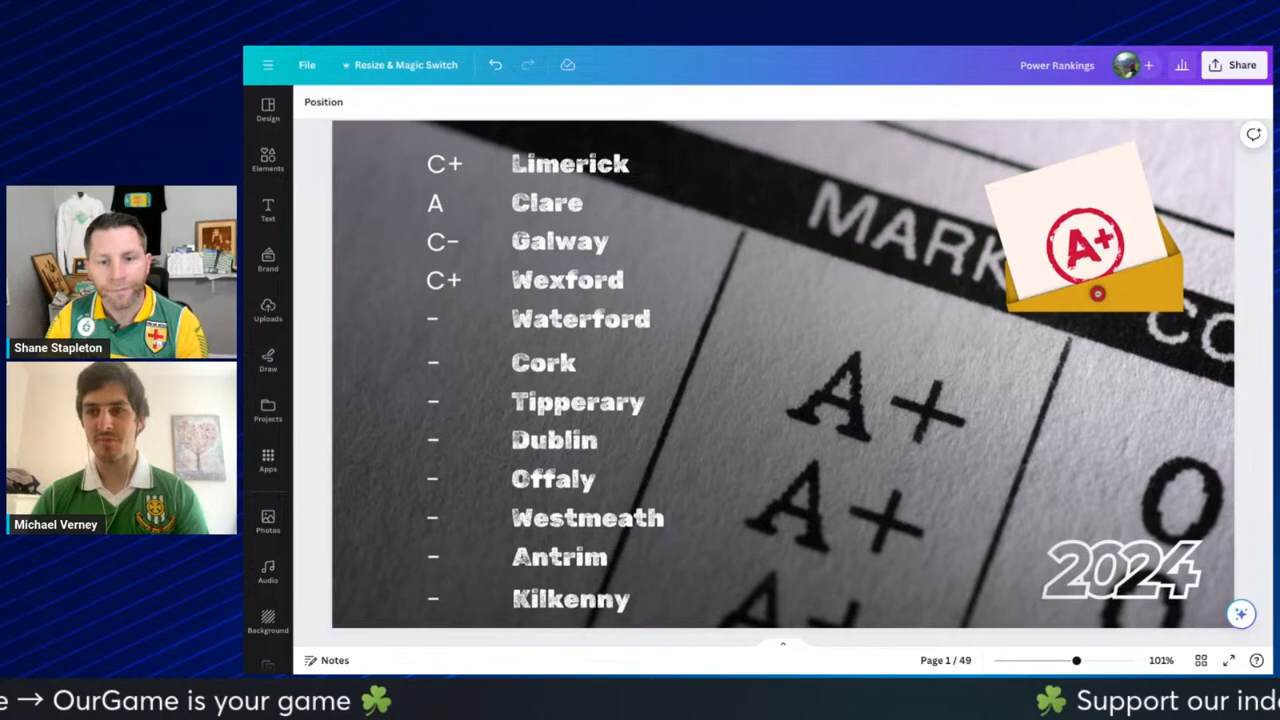 File
Resize & Magic Switch
Power Rankings
Share
Position
Design
Elements
Text
Brand
Uploads
Draw
Projects
Apps
Photos
Audio
Background
C+ Limerick
A Clare
C- Galway
C+ Wexford
- Waterford
- Cork
- Tipperary
- Dublin
- Offaly
- Westmeath
- Antrim
- Kilkenny
MARK
CO
A+
A+
A+
A+
O
2024
Shane Stapleton
Michael Verney
Notes
Page 1 / 49
101%
e → OurGame is your game ☘️
☘️ Support our inde